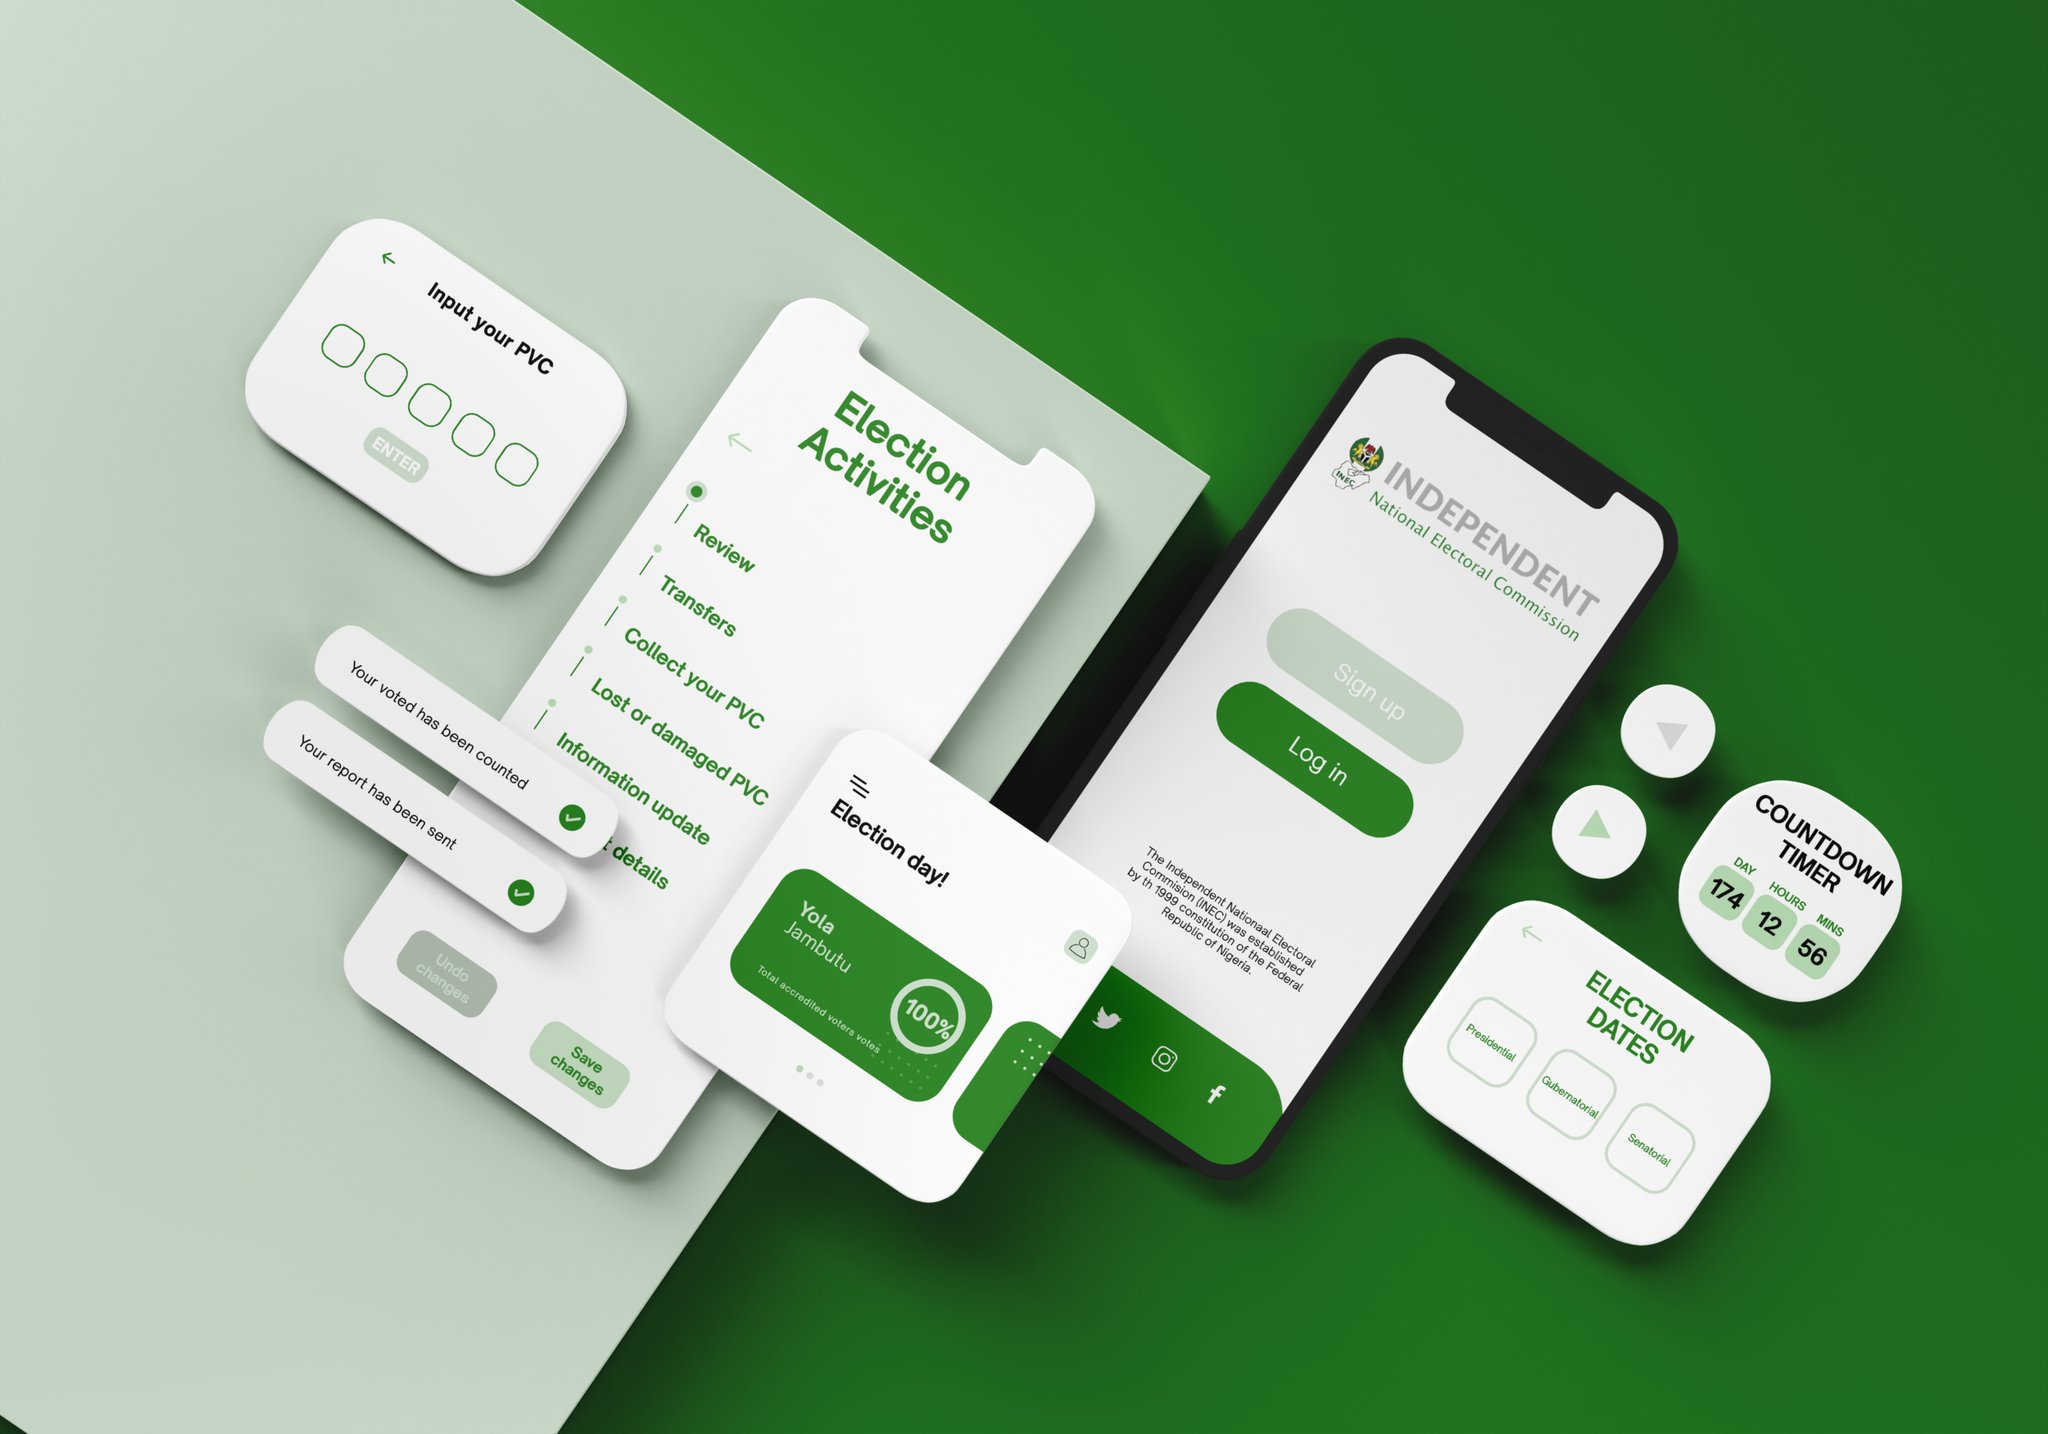 Input your PVC
ENTER
Election
Activities
Review
Transfers
Collect your PVC
Lost or damaged PVC
Information update
details
Undo
changes
Save
changes
Your voted has been counted
Your report has been sent
Election day!
Yola
Jambutu
Total accredited voters votes
100%
INEC
INDEPENDENT
National Electoral Commission
Sign up
Log in
The Independent Nationaal Electoral
Commision (INEC) was established
by th 1999 constitution of the Federal
Republic of Nigeria.
COUNTDOWN
TIMER
DAY HOURS MINS
174 12 56
ELECTION
DATES
Presidential
Gubernatorial
Senatorial